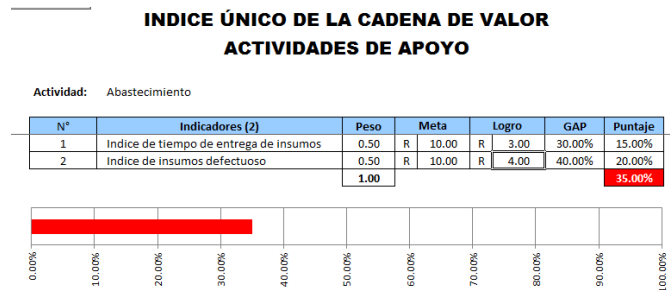 INDICE ÚNICO DE LA CADENA DE VALOR
ACTIVIDADES DE APOYO
Actividad: Abastecimiento
N° Indicadores (2) Peso Meta Logro GAP Puntaje
1 Indice de tiempo de entrega de insumos 0.50 R 10.00 R 3.00 30.00% 15.00%
2 Indice de insumos defectuoso 0.50 R 10.00 R 4.00 40.00% 20.00%
1.00 35.00%
0.00% 10.00% 20.00% 30.00% 40.00% 50.00% 60.00% 70.00% 80.00% 90.00% 100.00%